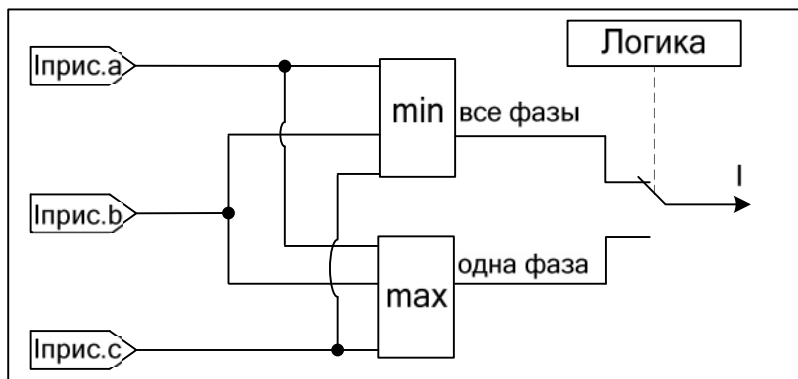 Логика
Iприс.a
min
все фазы
I
Iприс.b
одна фаза
max
Iприс.c